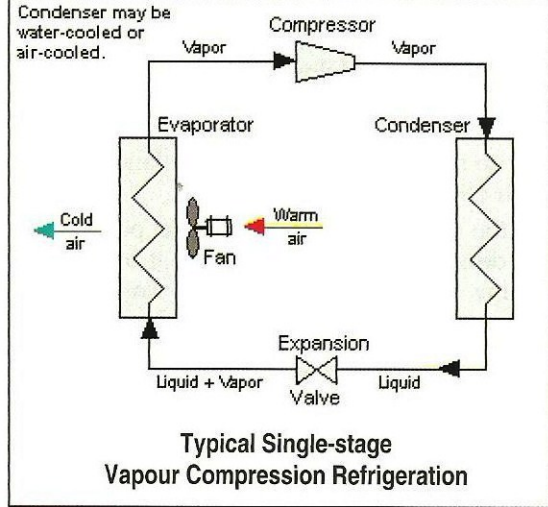 Condenser may be
water-cooled or
air-cooled.
Compressor
Vapor
Vapor
Evaporator
Condenser
Cold
air
Warm
air
Fan
Expansion
Valve
Liquid + Vapor
Liquid
Typical Single-stage
Vapour Compression Refrigeration